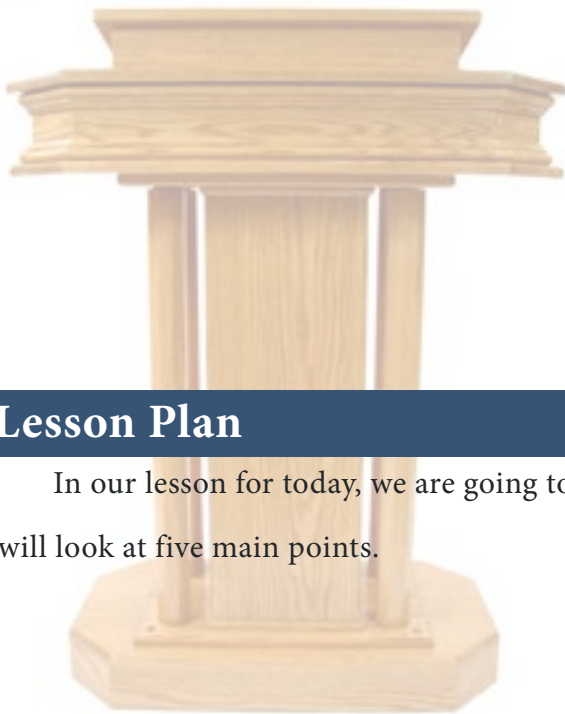 Lesson Plan
In our lesson for today, we are going to
will look at five main points.